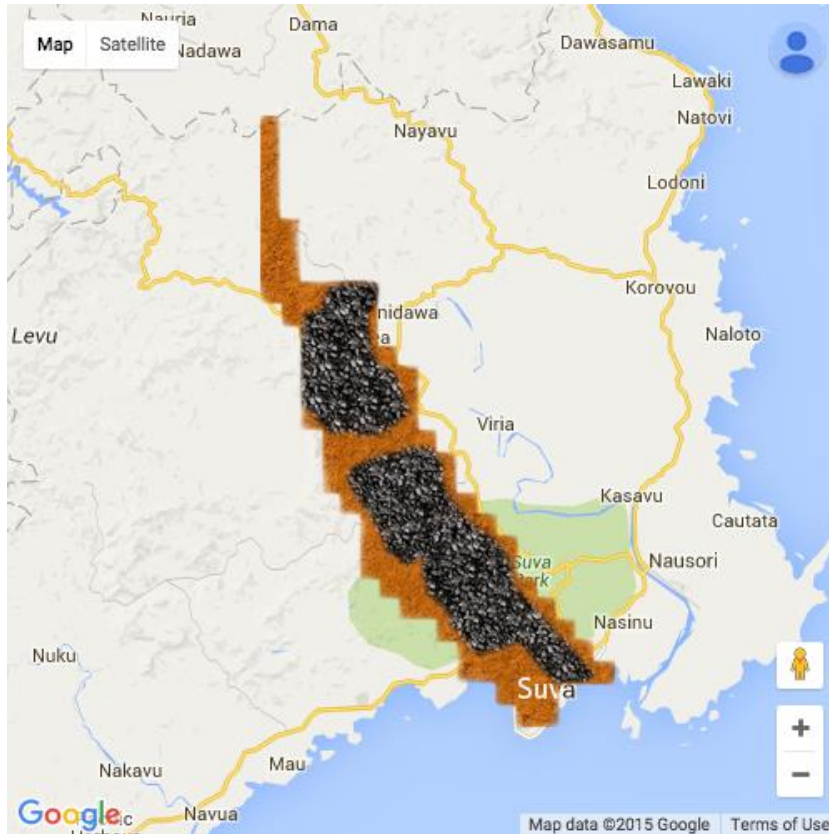 Nauria
Dama
Map Satellite
Nadawa
Dawasamu
Lawaki
Natovi
Nayavu
Lodoni
Korovou
nidawa
Levu
ea
Naloto
Viria
Kasavu
Cautata
Suva
Park
Nausori
Nasinu
Nuku
Suva
Mau
Nakavu
Google
Navua
Map data ©2015 Google Terms of Use